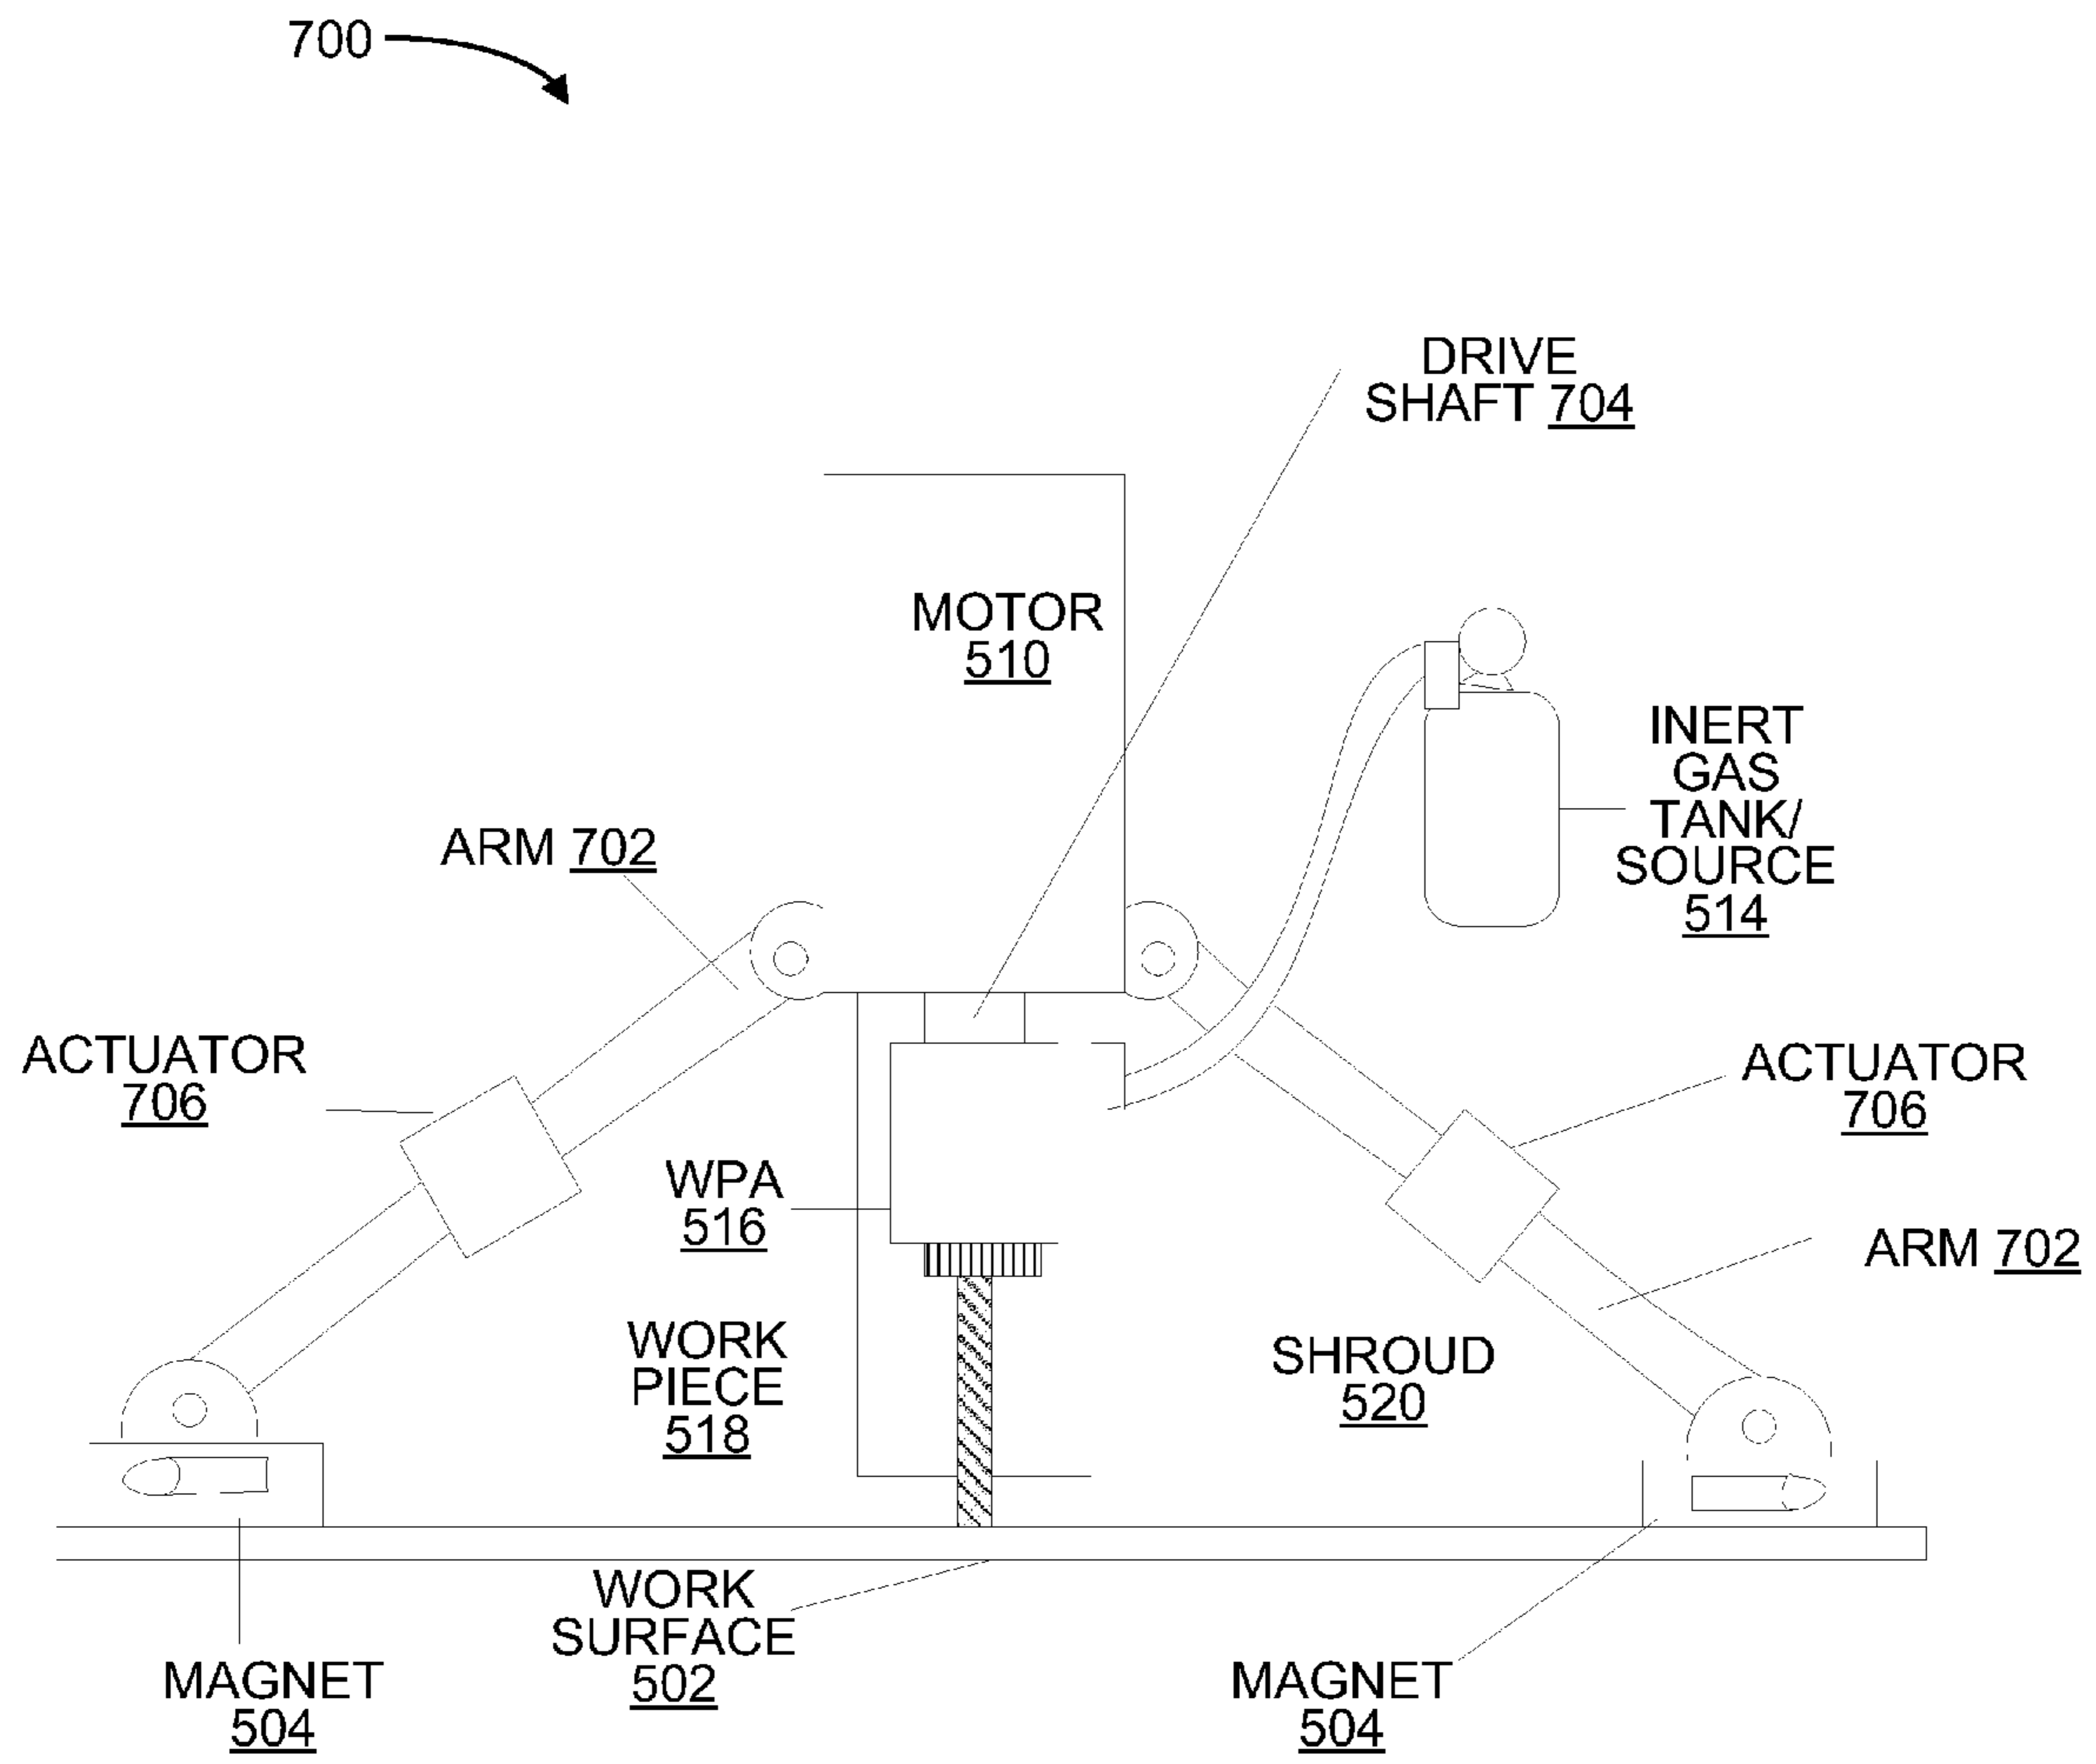 700
DRIVE
SHAFT 704
MOTOR
510
INERT
GAS
TANK/
SOURCE
514
ARM 702
ACTUATOR
706
ACTUATOR
706
WPA
516
ARM 702
WORK
PIECE
518
SHROUD
520
WORK
SURFACE
502
MAGNET
504
MAGNET
504